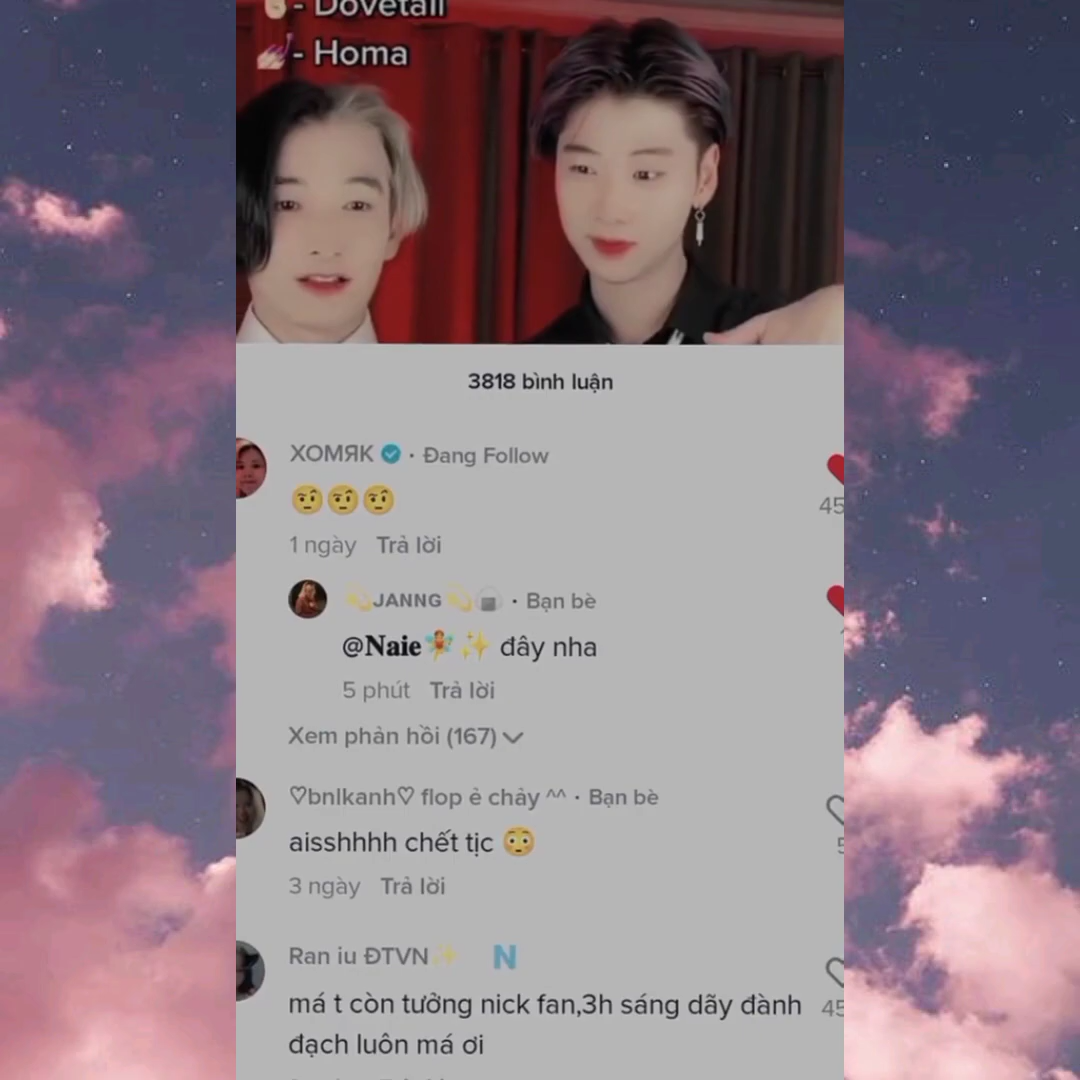 - Dovetail
- Homa
3818 bình luận
XOMЯK · Đang Follow
1 ngày Trả lời
JANNG · Bạn bè
@Naie đây nha
5 phút Trả lời
Xem phản hồi (167)
♡bnlkanh♡ flop ẻ chảy ^^ · Bạn bè
aisshhhh chết tịc
3 ngày Trả lời
Ran iu ĐTVN N
má t còn tưởng nick fan,3h sáng dãy đành
đạch luôn má ơi